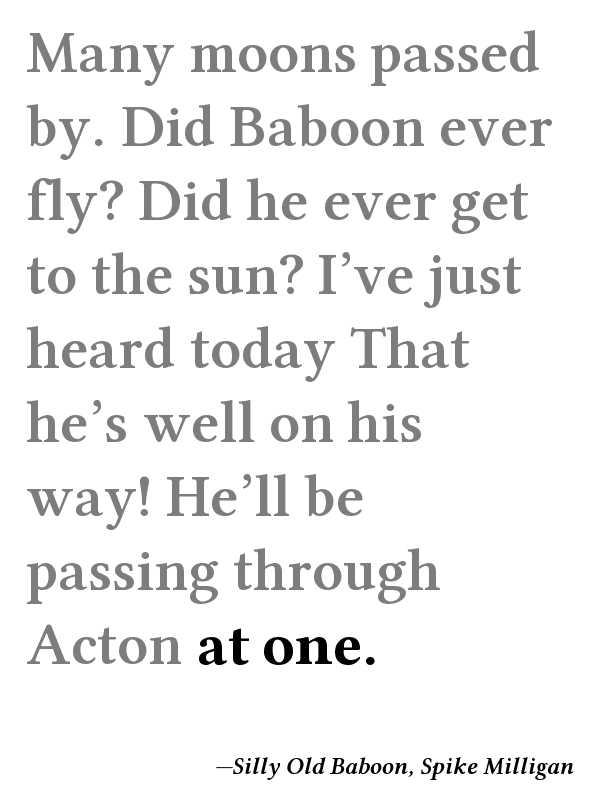 Many moons passed
by. Did Baboon ever
fly? Did he ever get
to the sun? I’ve just
heard today That
he’s well on his
way! He’ll be
passing through
Acton at one.
—Silly Old Baboon, Spike Milligan